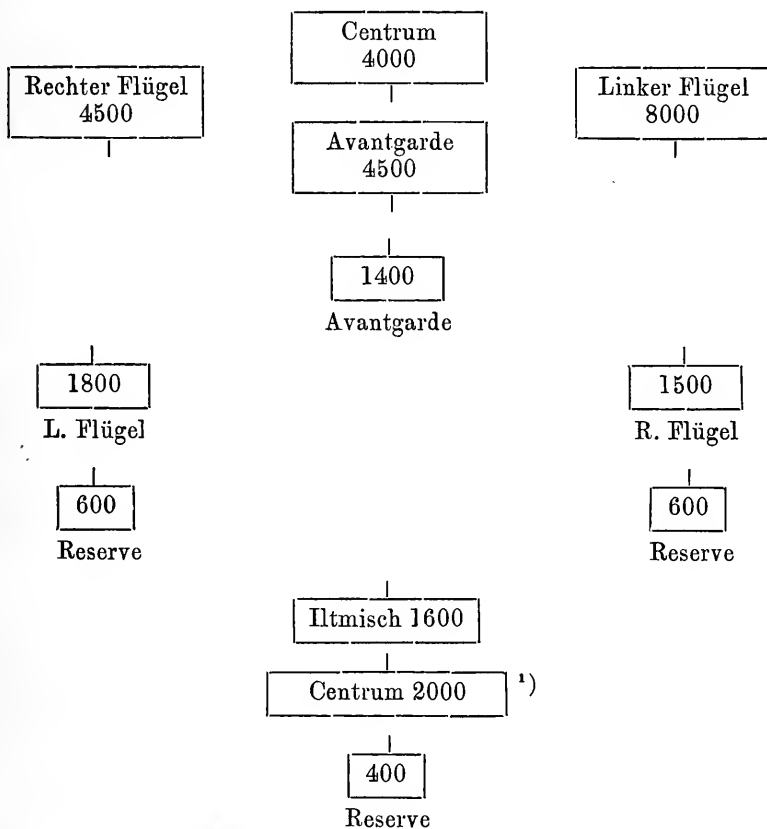 Centrum
4000
Rechter Flügel
4500
Linker Flügel
8000
Avantgarde
4500
1400
Avantgarde
1800
L. Flügel
1500
R. Flügel
600
Reserve
600
Reserve
Iltmisch 1600
Centrum 2000 ¹)
400
Reserve